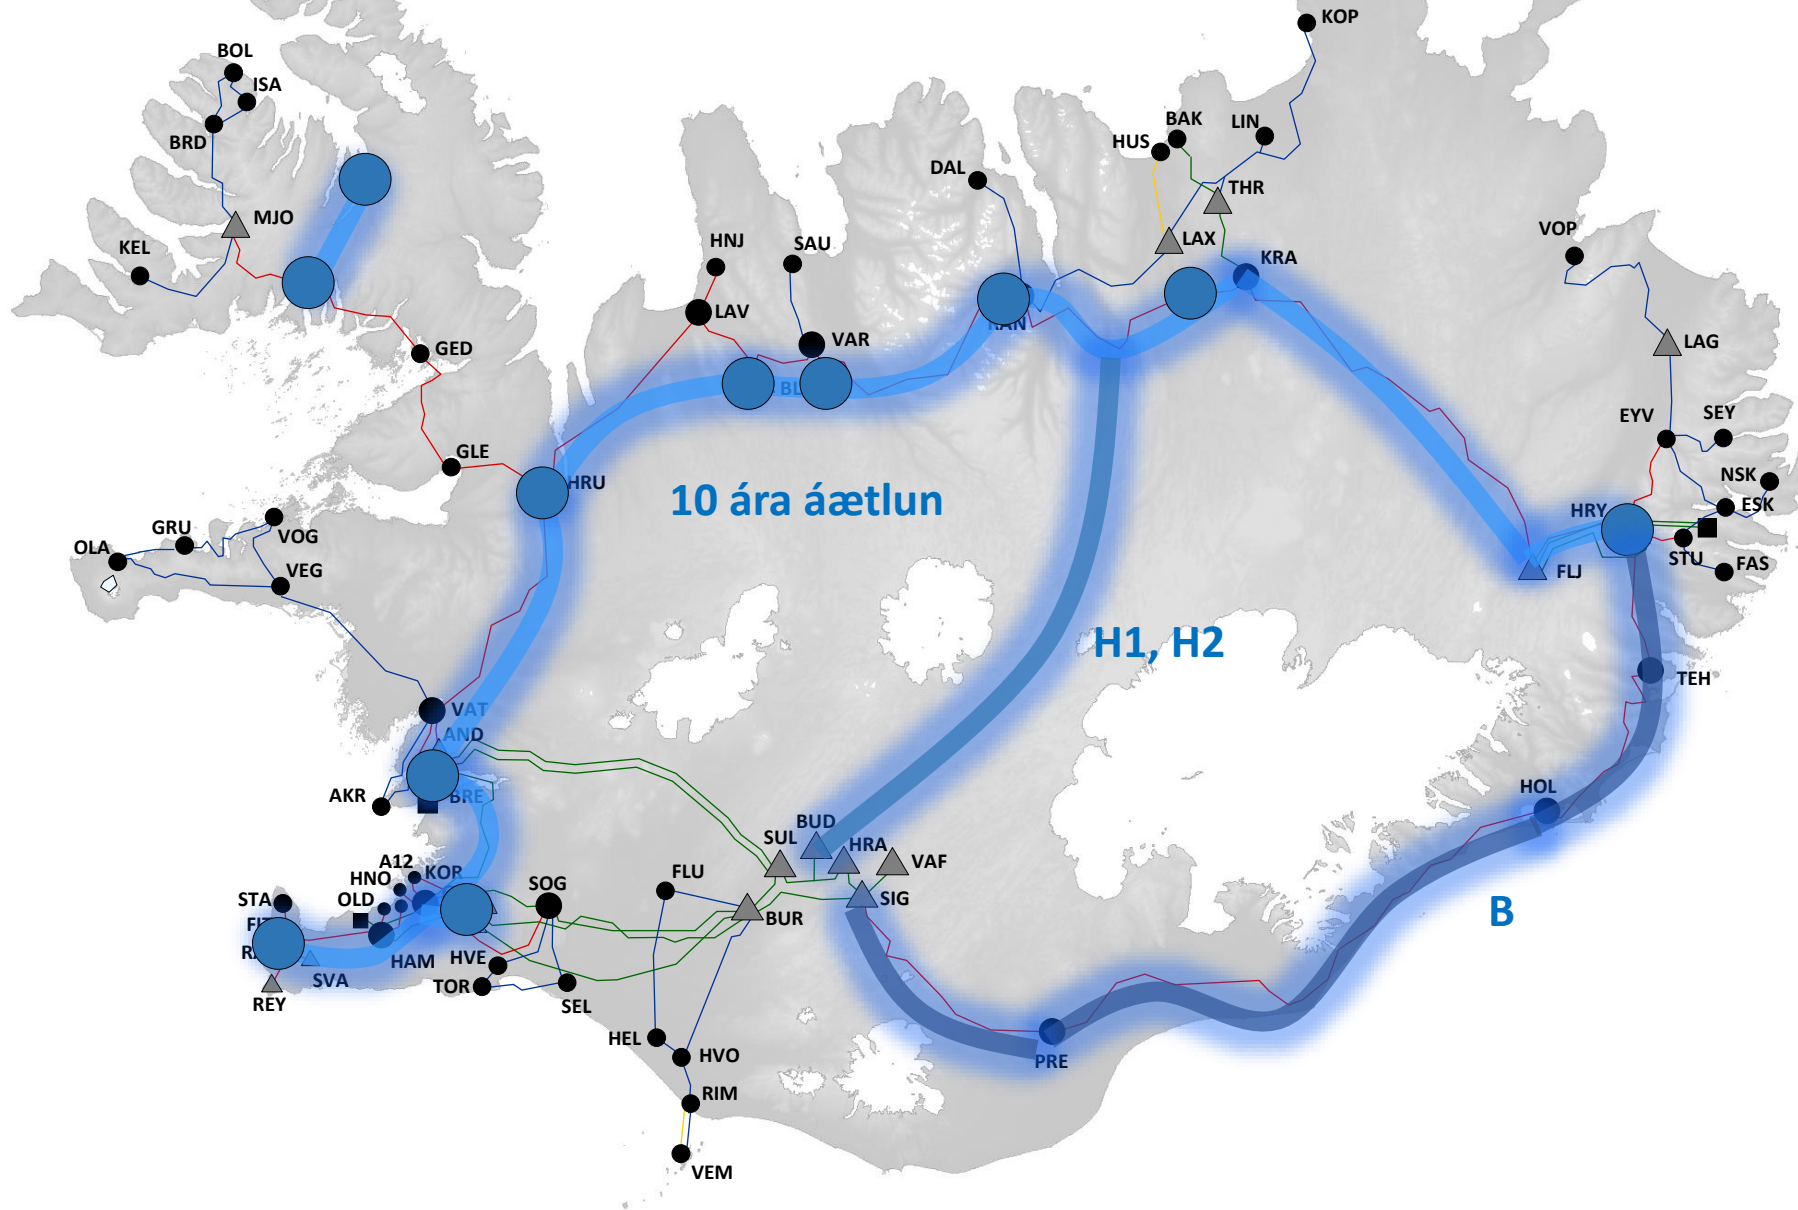 KOP
BOL
ISA
BRD
BAK
LIN
HUS
DAL
THR
MJO
KEL
LAX
HNJ
SAU
VOP
KRA
LAV
VAR
GED
LAG
BL
EYV
SEY
GLE
HRU
NSK
10 ára áætlun
ESK
HRY
GRU
VOG
OLA
VEG
STU
FAS
FLJ
H1, H2
TEH
VAT
AND
AKR
BRE
HOL
BUD
SUL
HRA
VAF
A12
KOR
FLU
HNO
SOG
STA
OLD
SIG
BUR
B
HAM
HVE
SVA
TOR
REY
SEL
HEL
HVO
PRE
RIM
VEM